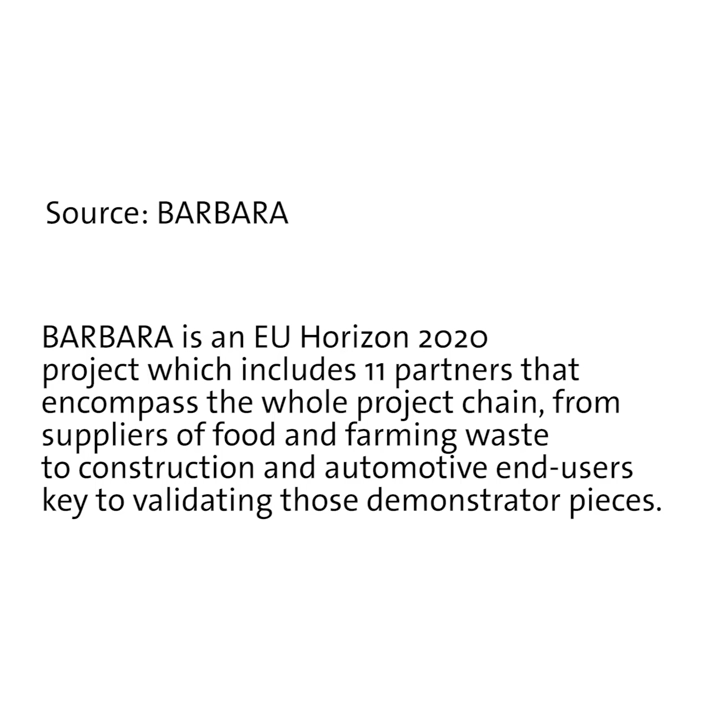 Source: BARBARA
BARBARA is an EU Horizon 2020
project which includes 11 partners that
encompass the whole project chain, from
suppliers of food and farming waste
to construction and automotive end-users
key to validating those demonstrator pieces.